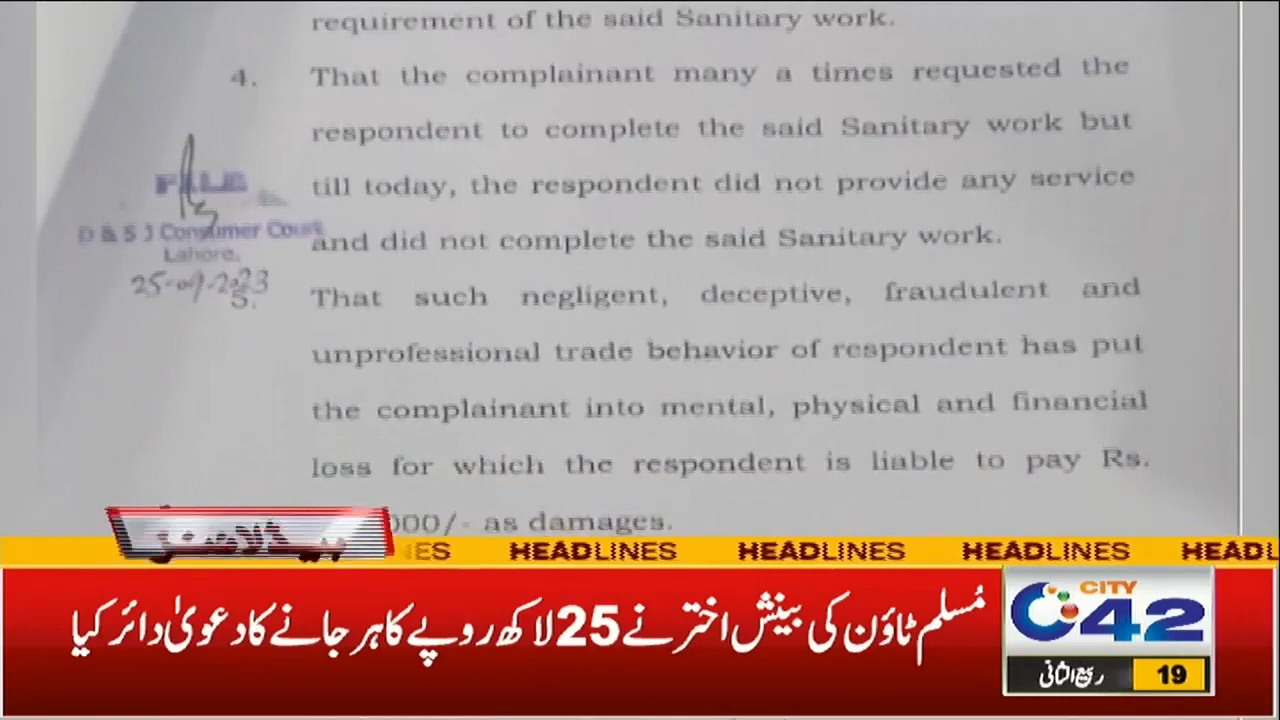 requirement of the said Sanitary work.
4. That the complainant many a times requested the
respondent to complete the said Sanitary work but
till today, the respondent did not provide any service
and did not complete the said Sanitary work.
That such negligent, deceptive, fraudulent and
unprofessional trade behavior of respondent has put
the complainant into mental, physical and financial
loss for which the respondent is liable to pay Rs.
000/- as damages.
FILE
D & S J Consumer Court
Lahore.
25-09-2023
5.
ہیڈلائنز
ES HEADLINES HEADLINES HEADLINES HEADL
مُسلم ٹاؤن کی بینش اختر نے 25 لاکھ روپے کا ہرجانے کا دعویٰ دائر کیا
CITY
42
ربیع الثانی 19